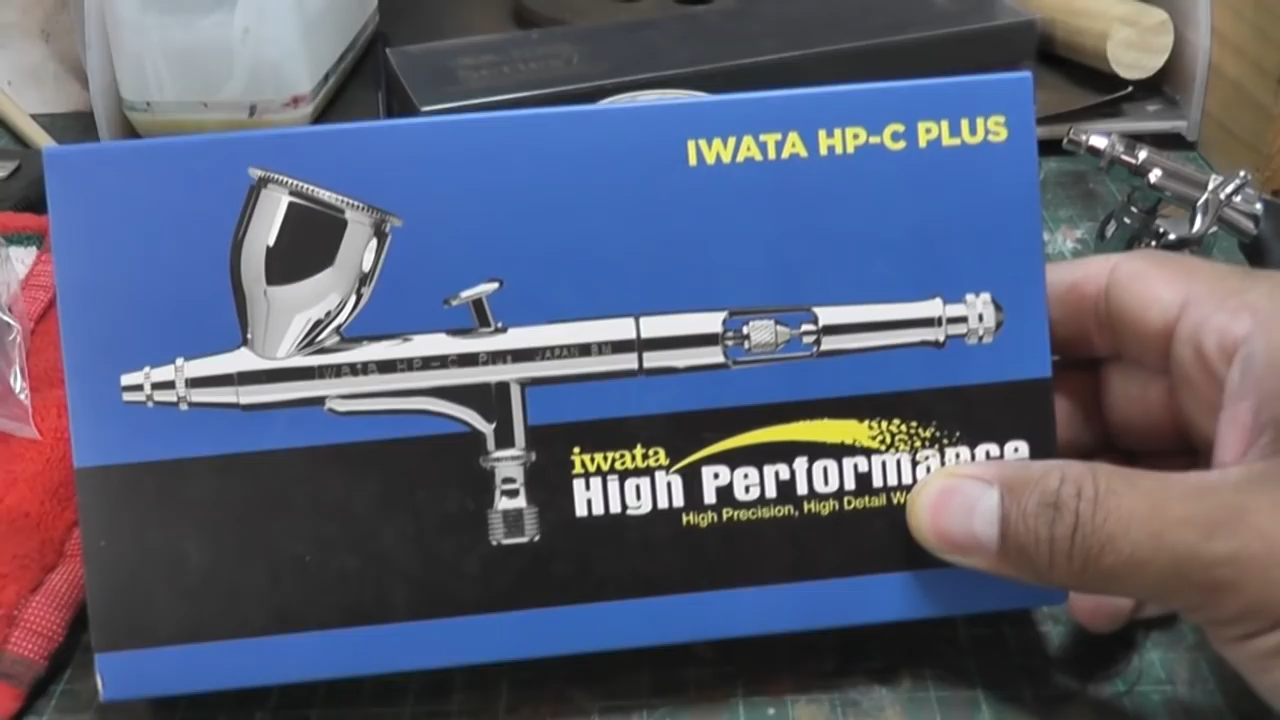 IWATA HP-C PLUS
Iwata HP-C Plus JAPAN BM
iwata
High Performance
High Precision, High Detail